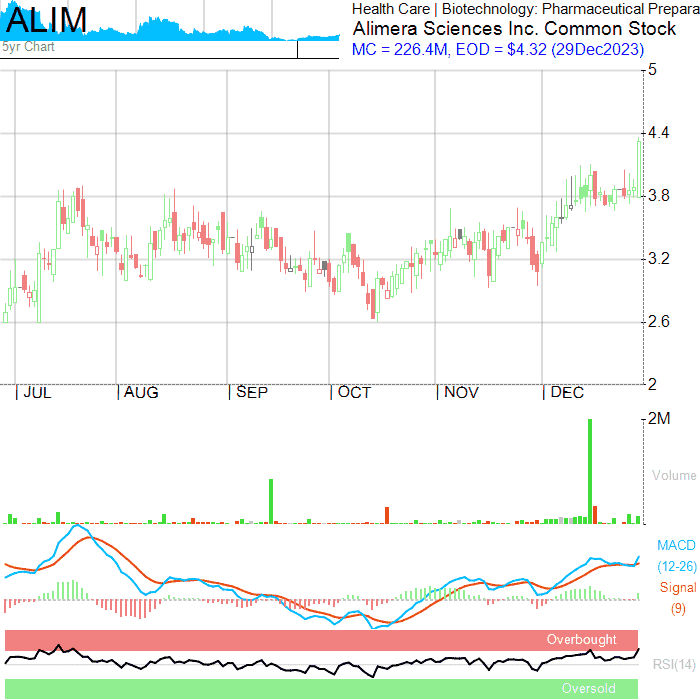 ALIM
5yr Chart
Health Care | Biotechnology: Pharmaceutical Prepara
Alimera Sciences Inc. Common Stock
MC = 226.4M, EOD = $4.32 (29Dec2023)
5
4.4
3.8
3.2
2.6
2
JUL AUG SEP OCT NOV DEC
2M
Volume
MACD
(12-26)
Signal
(9)
Overbought
RSI(14)
Oversold